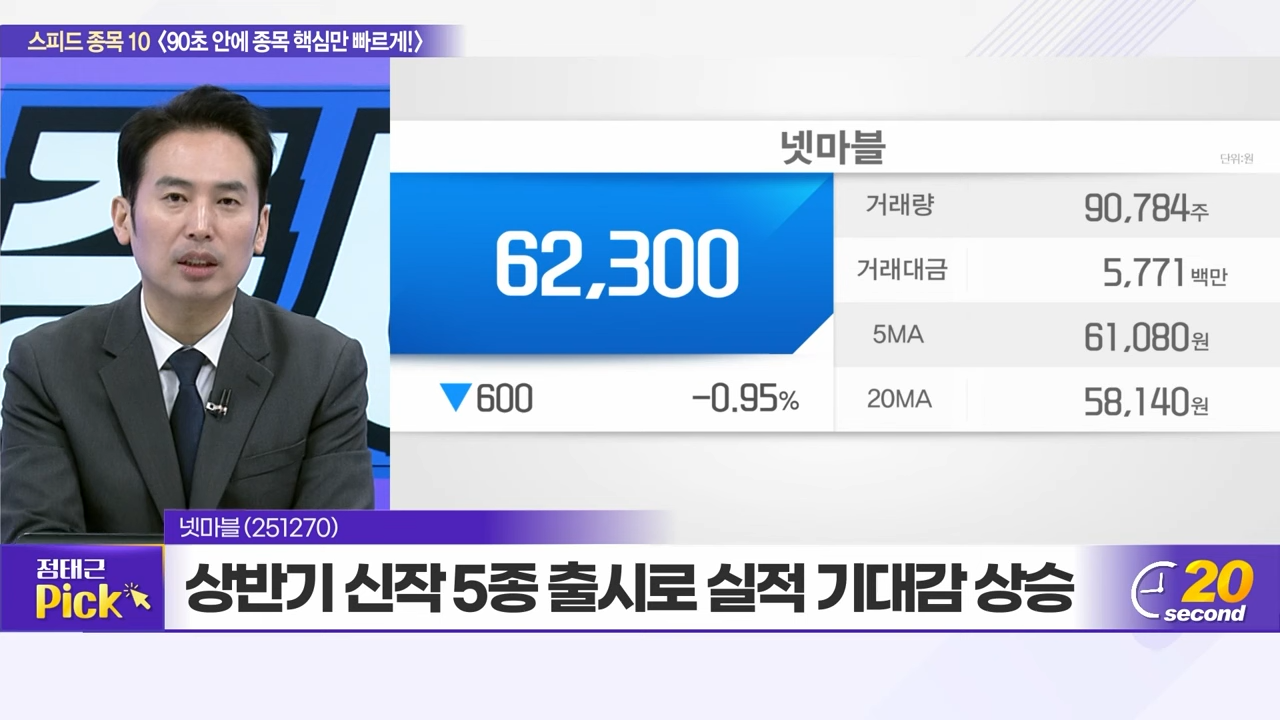 스피드 종목 10 〈90초 안에 종목 핵심만 빠르게!〉
넷마블
단위:원
62,300
▼600 -0.95%
거래량 90,784주
거래대금 5,771백만
5MA 61,080원
20MA 58,140원
넷마블(251270)
정태근
Pick
상반기 신작 5종 출시로 실적 기대감 상승
20
second